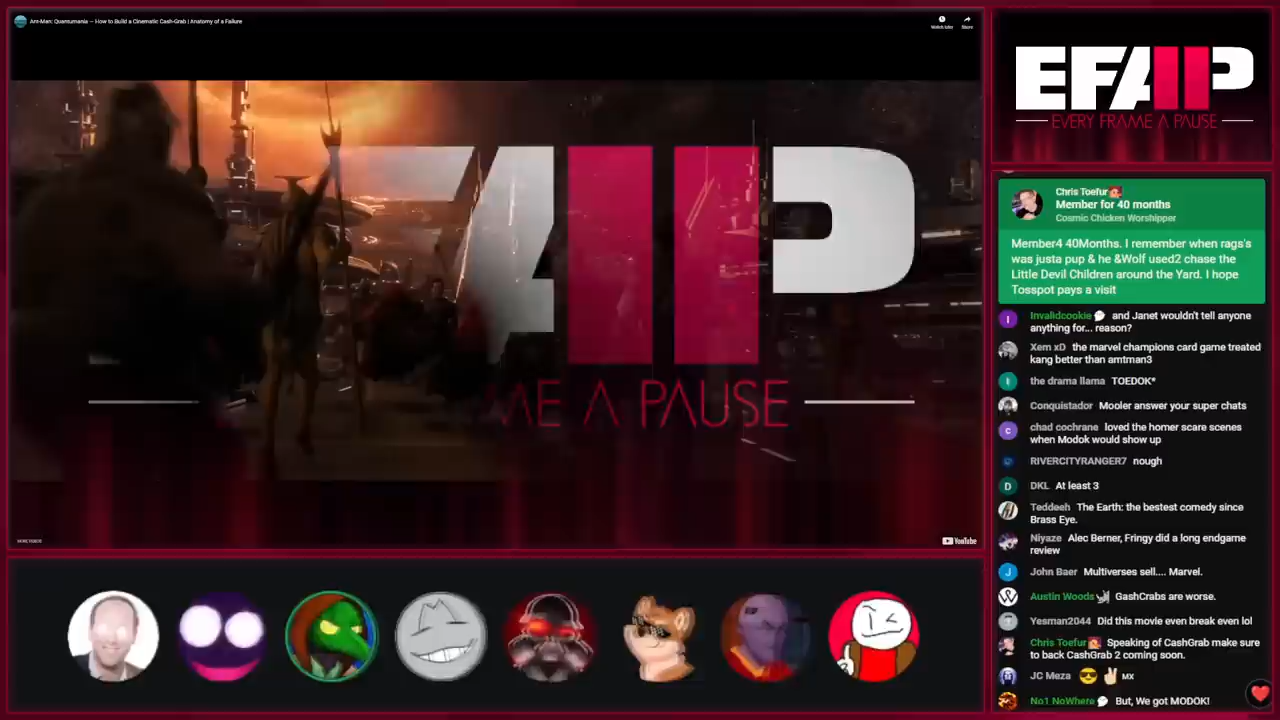 Ant-Man: Quantumania – How to Build a Cinematic Cash-Grab | Anatomy of a Failure
Watch later
Share
EFAP
EVERY FRAME A PAUSE
AP
ME A PAUSE
YouTube
Chris Toefur
Member for 40 months
Cosmic Chicken Worshipper
Member4 40Months. I remember when rags's
was justa pup & he &Wolf used2 chase the
Little Devil Children around the Yard. I hope
Tosspot pays a visit
Invalidcookie and Janet wouldn't tell anyone
anything for... reason?
Xem xD the marvel champions card game treated
kang better than amtman3
the drama llama TOEDOK*
Conquistador Mooler answer your super chats
chad cochrane loved the homer scare scenes
when Modok would show up
RIVERCITYRANGER7 nough
DKL At least 3
Teddeeh The Earth: the bestest comedy since
Brass Eye.
Niyaze Alec Berner, Fringy did a long endgame
review
John Baer Multiverses sell.... Marvel.
Austin Woods GashCrabs are worse.
Yesman2044 Did this movie even break even lol
Chris Toefur Speaking of CashGrab make sure
to back CashGrab 2 coming soon.
JC Meza 😎 ✌ MX
No1 NoWhere But, We got MODOK!